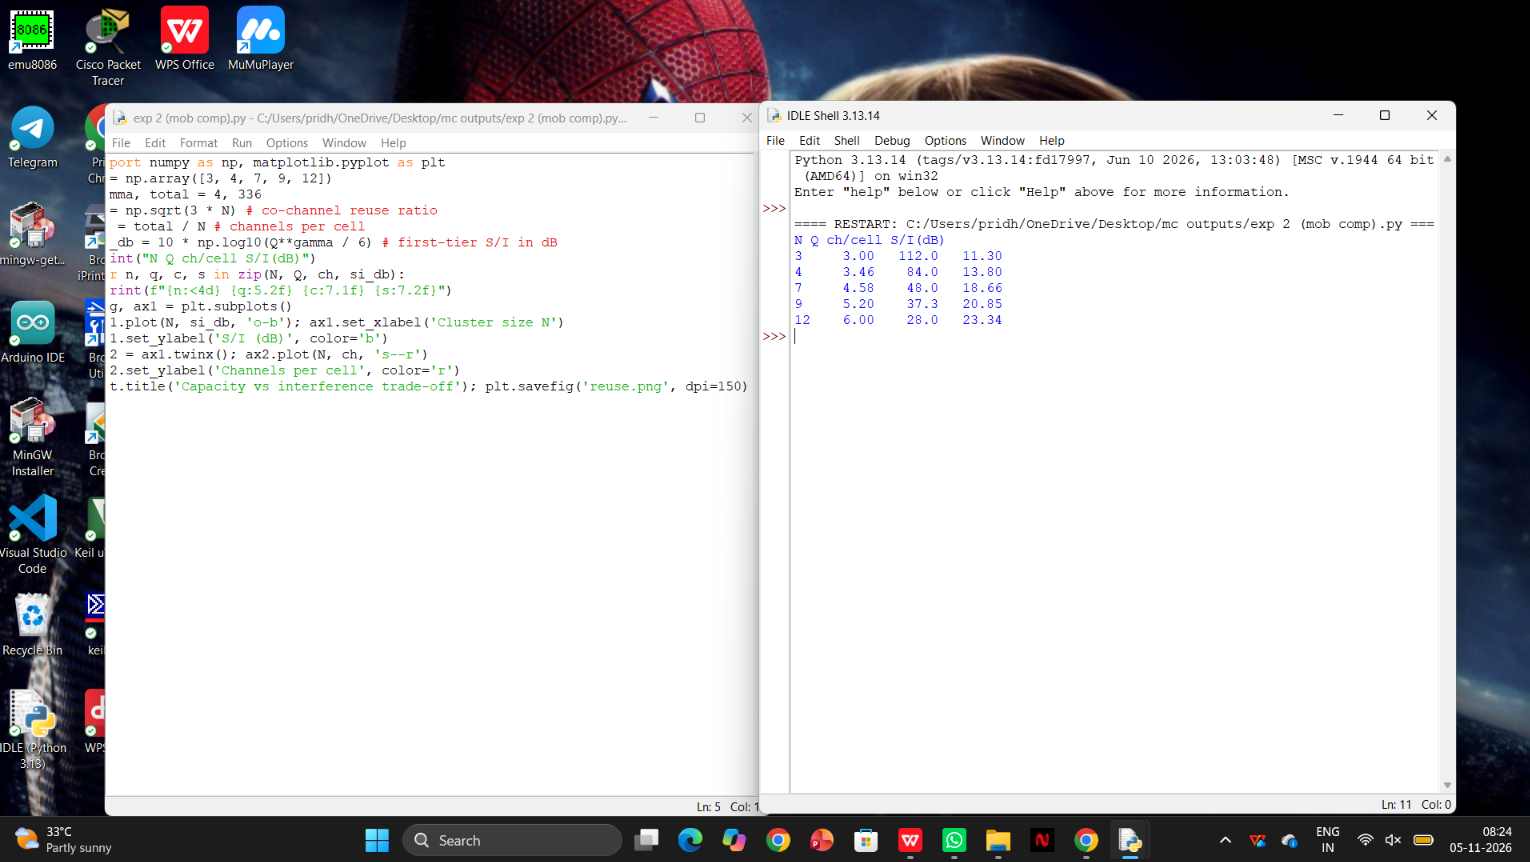 emu8086
Cisco Packet
Tracer
WPS Office
MuMuPlayer
Telegram
Pri
Chr
mingw-get...
iPrint
Arduino IDE
Bro
Uti
MinGW
Installer
Bro
Cre
Visual Studio
Code
Keil u
Recycle Bin
keil
IDLE (Python
3.13)
WPS
exp 2 (mob comp).py - C:/Users/pridh/OneDrive/Desktop/mc outputs/exp 2 (mob comp).py...
File Edit Format Run Options Window Help
port numpy as np, matplotlib.pyplot as plt
= np.array([3, 4, 7, 9, 12])
mma, total = 4, 336
= np.sqrt(3 * N) # co-channel reuse ratio
= total / N # channels per cell
_db = 10 * np.log10(Q**gamma / 6) # first-tier S/I in dB
int("N Q ch/cell S/I(dB)")
r n, q, c, s in zip(N, Q, ch, si_db):
rint(f"{n:<4d} {q:5.2f} {c:7.1f} {s:7.2f}")
g, ax1 = plt.subplots()
1.plot(N, si_db, 'o-b'); ax1.set_xlabel('Cluster size N')
1.set_ylabel('S/I (dB)', color='b')
2 = ax1.twinx(); ax2.plot(N, ch, 's--r')
2.set_ylabel('Channels per cell', color='r')
t.title('Capacity vs interference trade-off'); plt.savefig('reuse.png', dpi=150)
Ln: 5 Col: 1
IDLE Shell 3.13.14
File Edit Shell Debug Options Window Help
Python 3.13.14 (tags/v3.13.14:fd17997, Jun 10 2026, 13:03:48) [MSC v.1944 64 bit
(AMD64)] on win32
Enter "help" below or click "Help" above for more information.
>>>
==== RESTART: C:/Users/pridh/OneDrive/Desktop/mc outputs/exp 2 (mob comp).py ===
N Q ch/cell S/I(dB)
3 3.00 112.0 11.30
4 3.46 84.0 13.80
7 4.58 48.0 18.66
9 5.20 37.3 20.85
12 6.00 28.0 23.34
>>>
Ln: 11 Col: 0
33°C
Partly sunny
Search
ENG
IN
08:24
05-11-2026